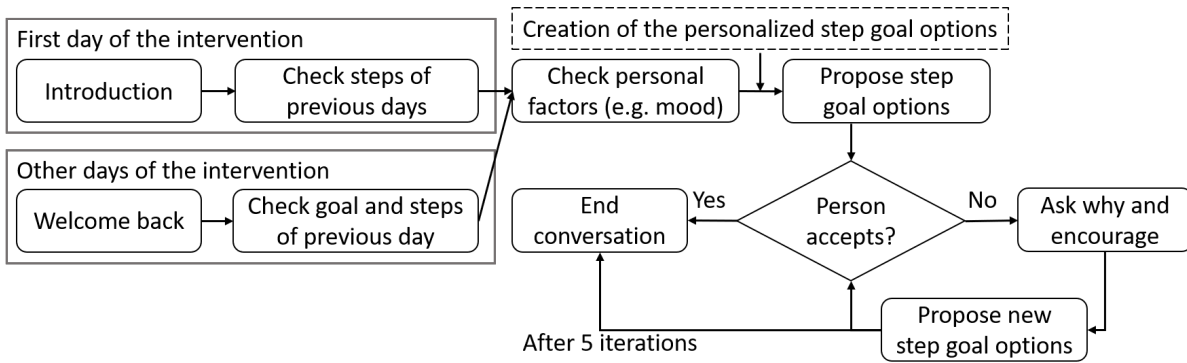 First day of the intervention
Introduction
Check steps of
previous days
Other days of the intervention
Welcome back
Check goal and steps
of previous day
Creation of the personalized step goal options
Check personal
factors (e.g. mood)
Propose step
goal options
Person
accepts?
Yes
No
End
conversation
Ask why and
encourage
Propose new
step goal options
After 5 iterations